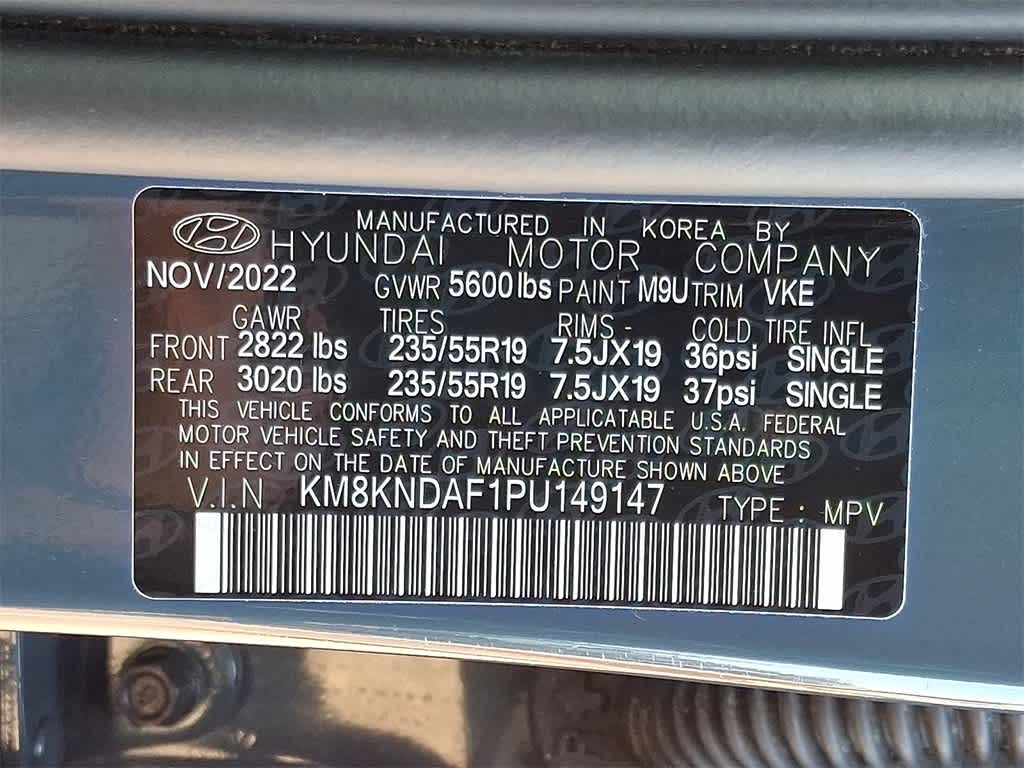 MANUFACTURED IN KOREA BY
HYUNDAI MOTOR COMPANY
NOV/2022 GVWR 5600 lbs PAINT M9U TRIM VKE
GAWR TIRES RIMS - COLD TIRE INFL
FRONT 2822 lbs 235/55R19 7.5JX19 36psi SINGLE
REAR 3020 lbs 235/55R19 7.5JX19 37psi SINGLE
THIS VEHICLE CONFORMS TO ALL APPLICATABLE U.S.A. FEDERAL
MOTOR VEHICLE SAFETY AND THEFT PREVENTION STANDARDS
IN EFFECT ON THE DATE OF MANUFACTURE SHOWN ABOVE
V.I.N KM8KNDAF1PU149147 TYPE : MPV